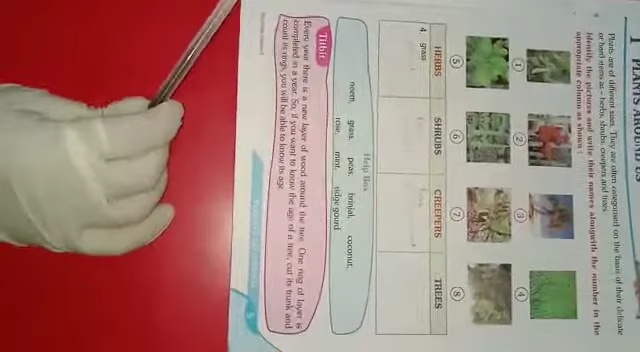 1 PLANTS AROUND US
Plants are of different sizes. They are often categorised on the basis of their delicate
or hard stems as herbs, shrubs, creepers and trees.
Identify the pictures and write their names alongwith the number in the
appropriate column as shown :
1 2 3 4
5 6 7 8
HERBS SHRUBS CREEPERS TREES
4. grass
Help Box
neem, grass, peas, brinjal, coconut,
rose, mint, ridge gourd
Titbit
Every year there is a new layer of wood around the tree. One ring of layer is
completed in a year. So, if you want to know the age of a tree, cut its trunk and
count its rings, you will be able to know its age.
5